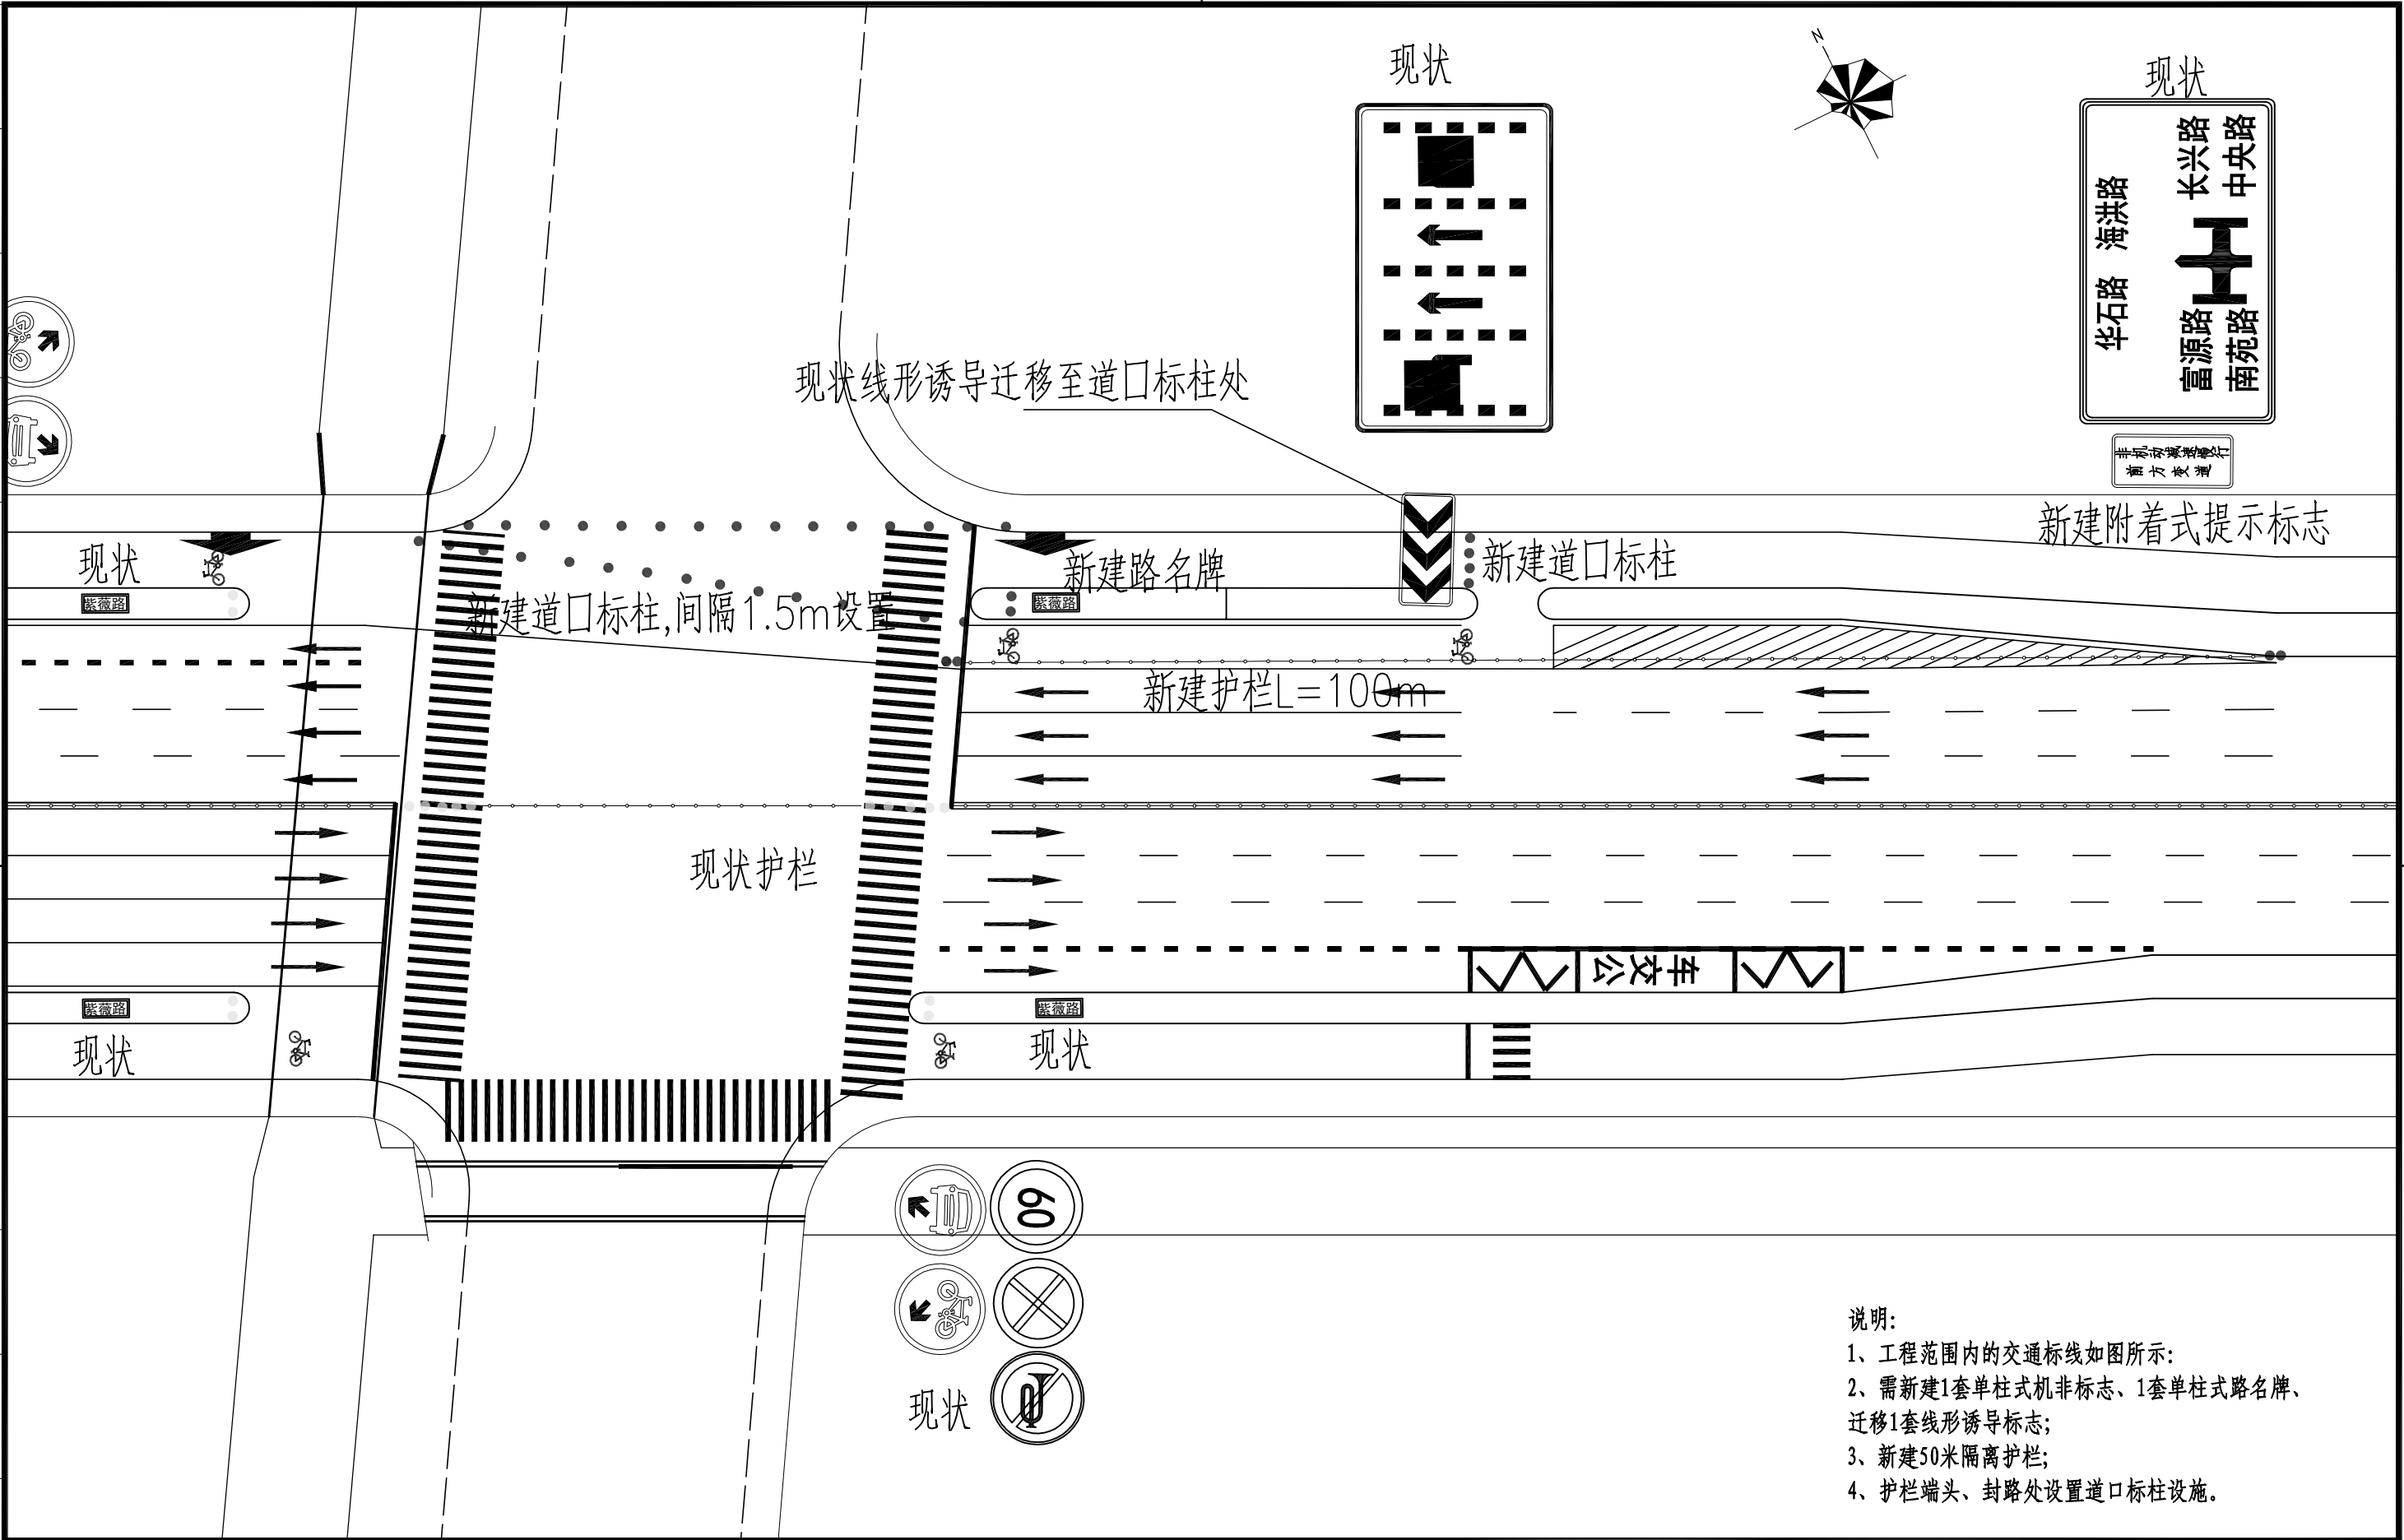 N
现状
现状
华石路 海洪路
富源路 长兴路
南苑路 中央路
前方变道
现状线形诱导迁移至道口标柱处
新建附着式提示标志
现状
紫薇路
新建道口标柱,间隔1.5m设置
新建路名牌
紫薇路
新建道口标柱
新建护栏L=100m
现状护栏
公交车
紫薇路
现状
紫薇路
现状
60
现状
说明:
1、工程范围内的交通标线如图所示:
2、需新建1套单柱式机非标志、1套单柱式路名牌、
迁移1套线形诱导标志;
3、新建50米隔离护栏;
4、护栏端头、封路处设置道口标柱设施。